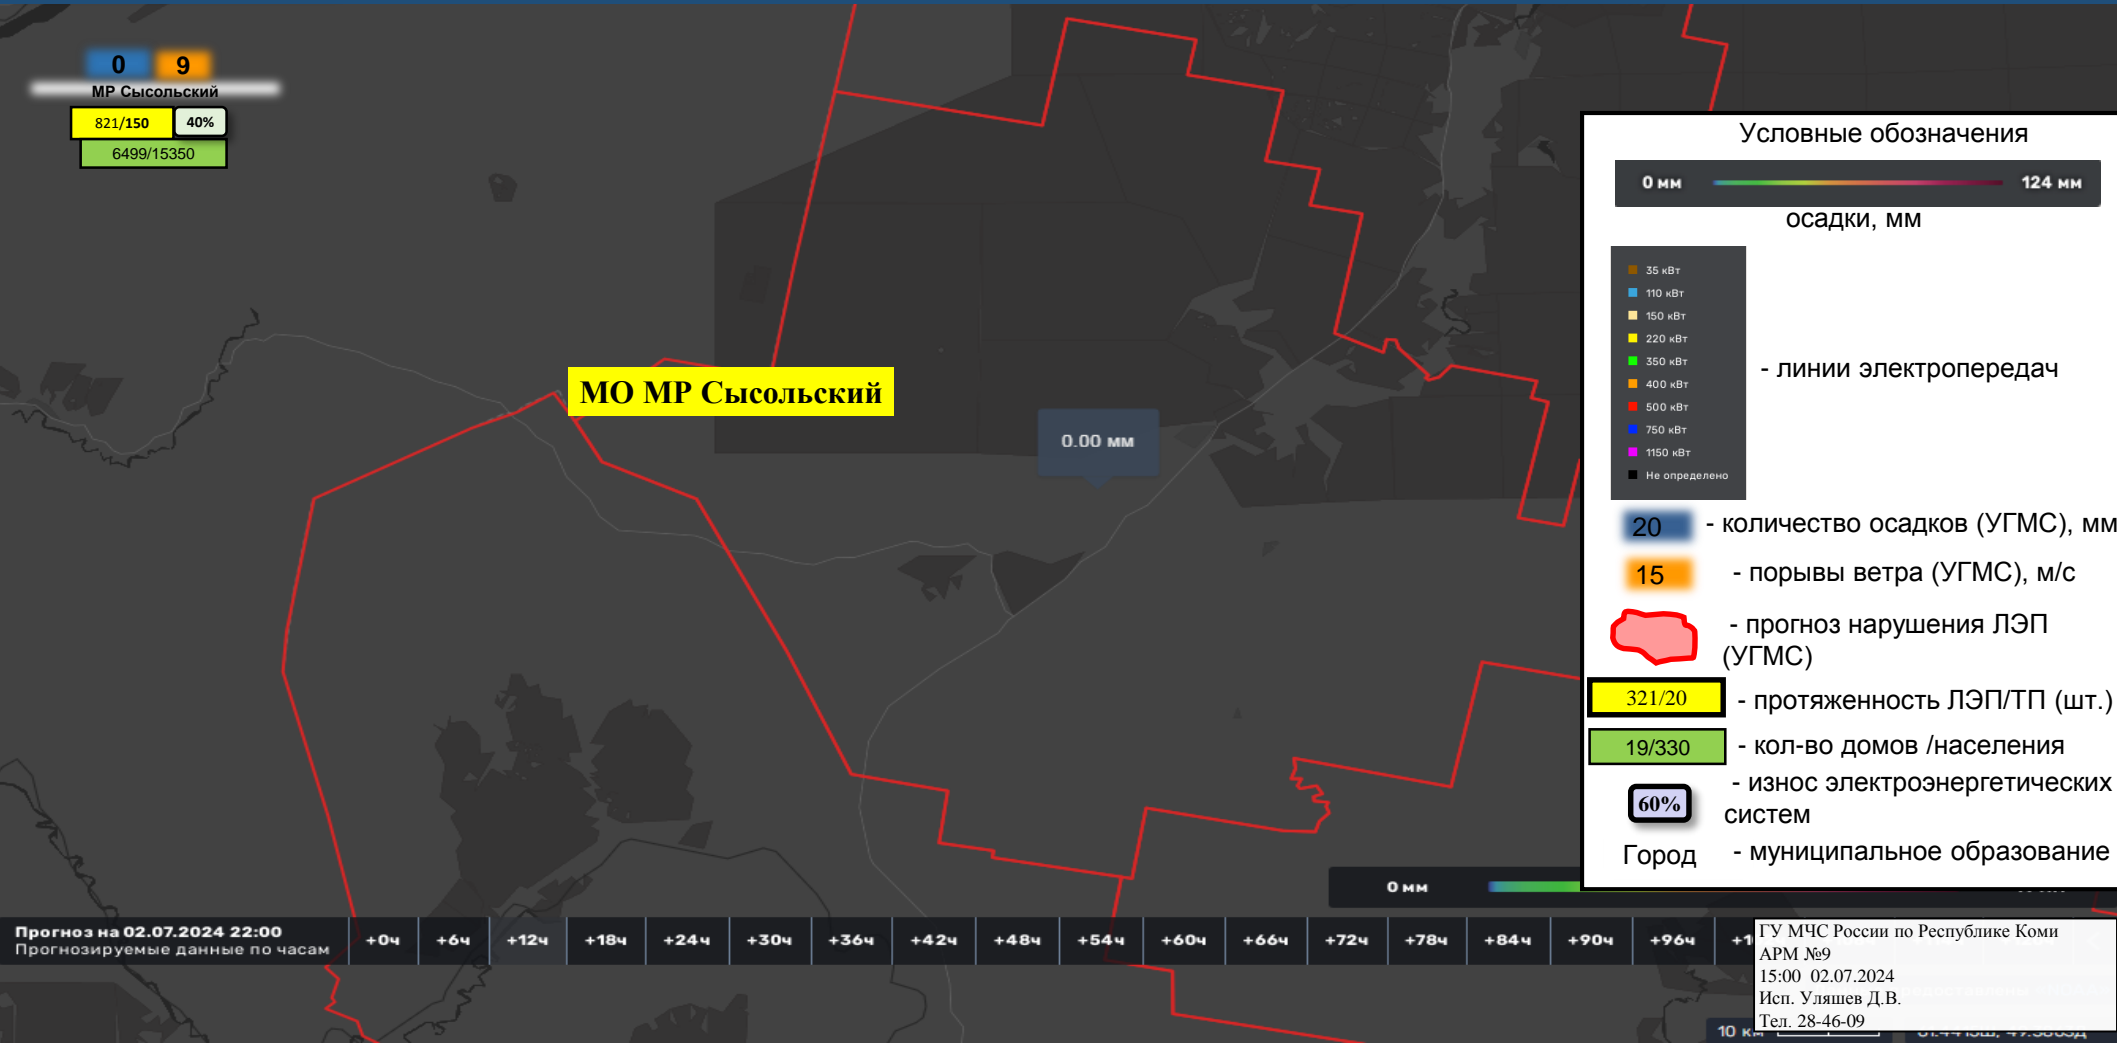 0 9
МР Сысольский
821/150 40%
6499/15350
МО МР Сысольский
0.00 мм
Условные обозначения
0 мм 124 мм
осадки, мм
35 кВт
110 кВт
150 кВт
220 кВт
350 кВт
400 кВт
500 кВт
750 кВт
1150 кВт
Не определено
- линии электропередач
20 - количество осадков (УГМС), мм
15 - порывы ветра (УГМС), м/с
- прогноз нарушения ЛЭП
(УГМС)
321/20 - протяженность ЛЭП/ТП (шт.)
19/330 - кол-во домов /населения
60% - износ электроэнергетических
систем
Город - муниципальное образование
0 мм
Прогноз на 02.07.2024 22:00
Прогнозируемые данные по часам
+0ч +6ч +12ч +18ч +24ч +30ч +36ч +42ч +48ч +54ч +60ч +66ч +72ч +78ч +84ч +90ч +96ч
ГУ МЧС России по Республике Коми
АРМ №9
15:00 02.07.2024
Исп. Уляшев Д.В.
Тел. 28-46-09
10 км